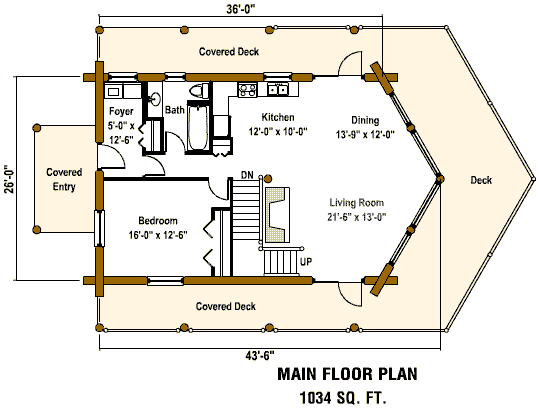 36'-0"
Covered Deck
Foyer
5'-0" x
12'-6"
Bath
Kitchen
12'-0" x 10'-0"
Dining
13'-9" x 12'-0"
26'-0"
Covered
Entry
DN
Deck
Living Room
21'-6" x 13'-0"
Bedroom
16'-0" x 12'-6"
UP
Covered Deck
43'-6"
MAIN FLOOR PLAN
1034 SQ. FT.